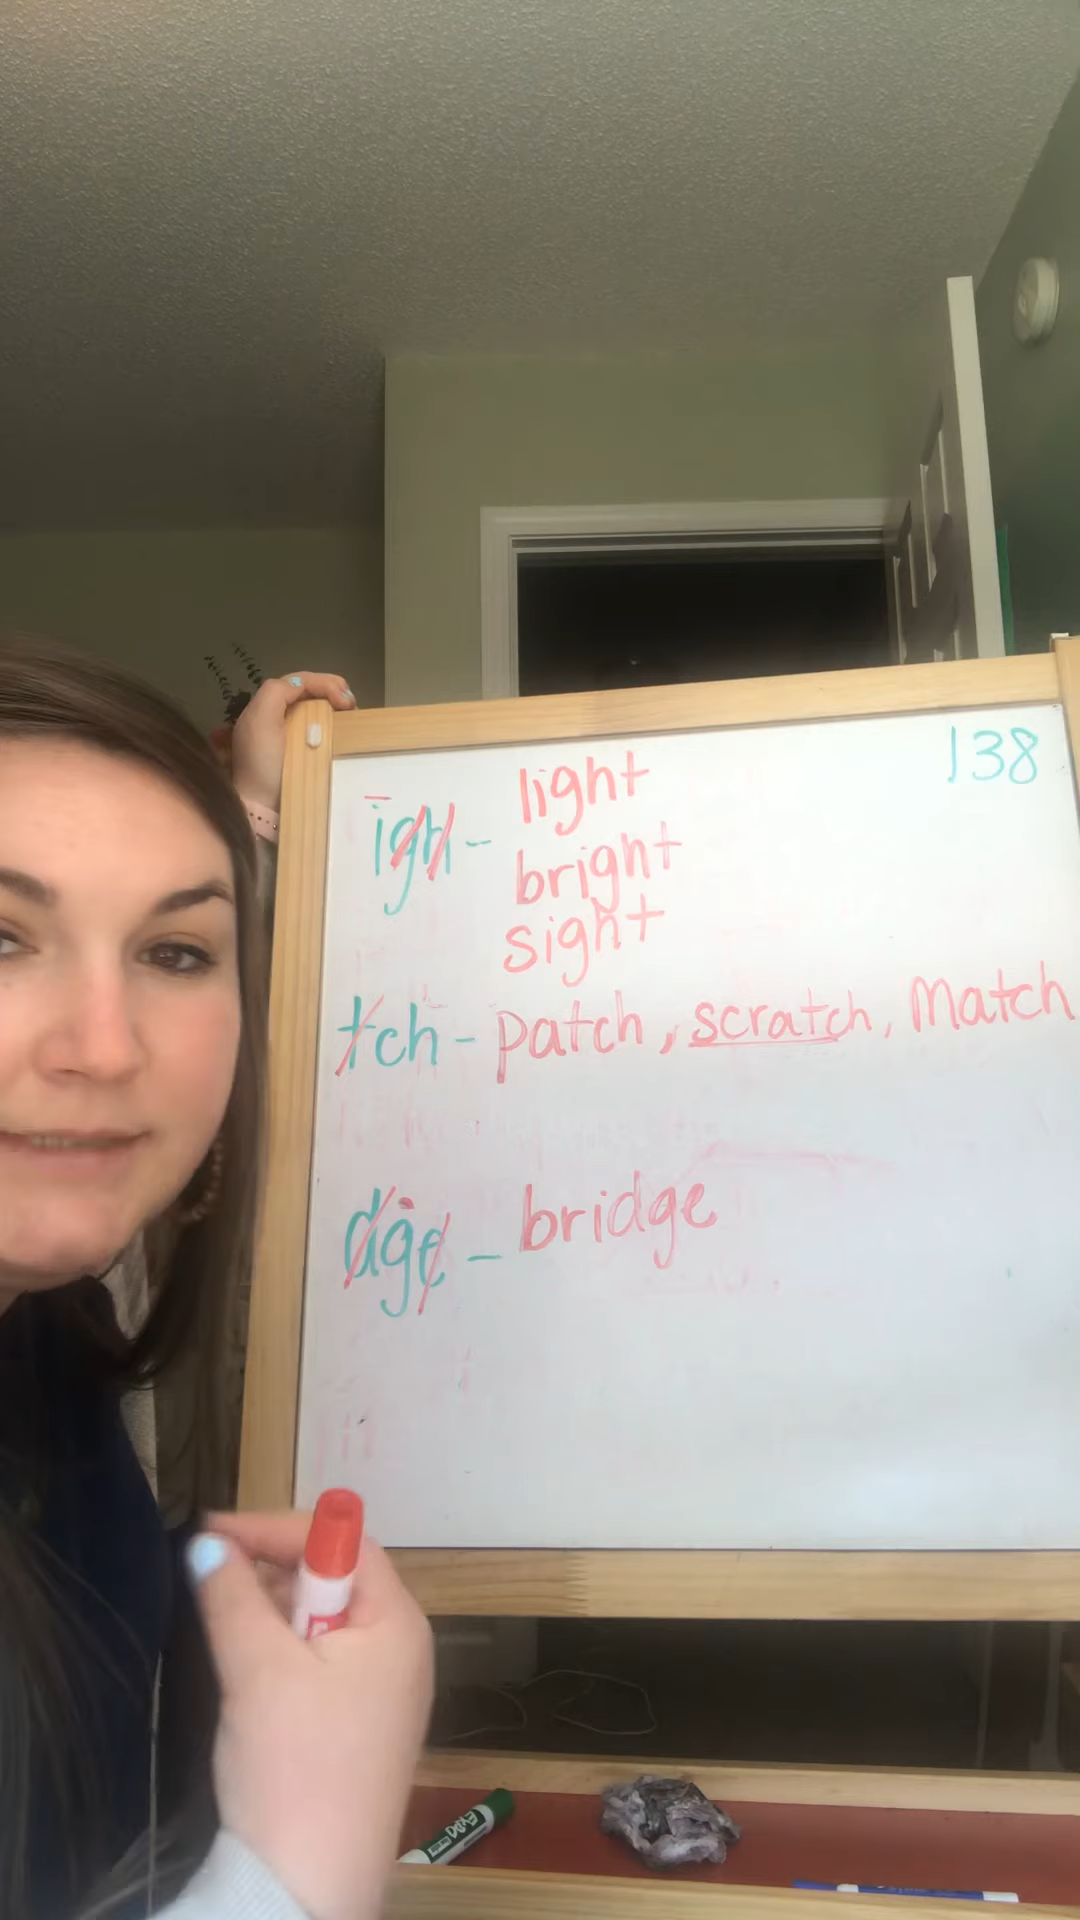 138
igh - light
bright
sight
tch - patch, scratch, Match
dge - bridge
EXPO